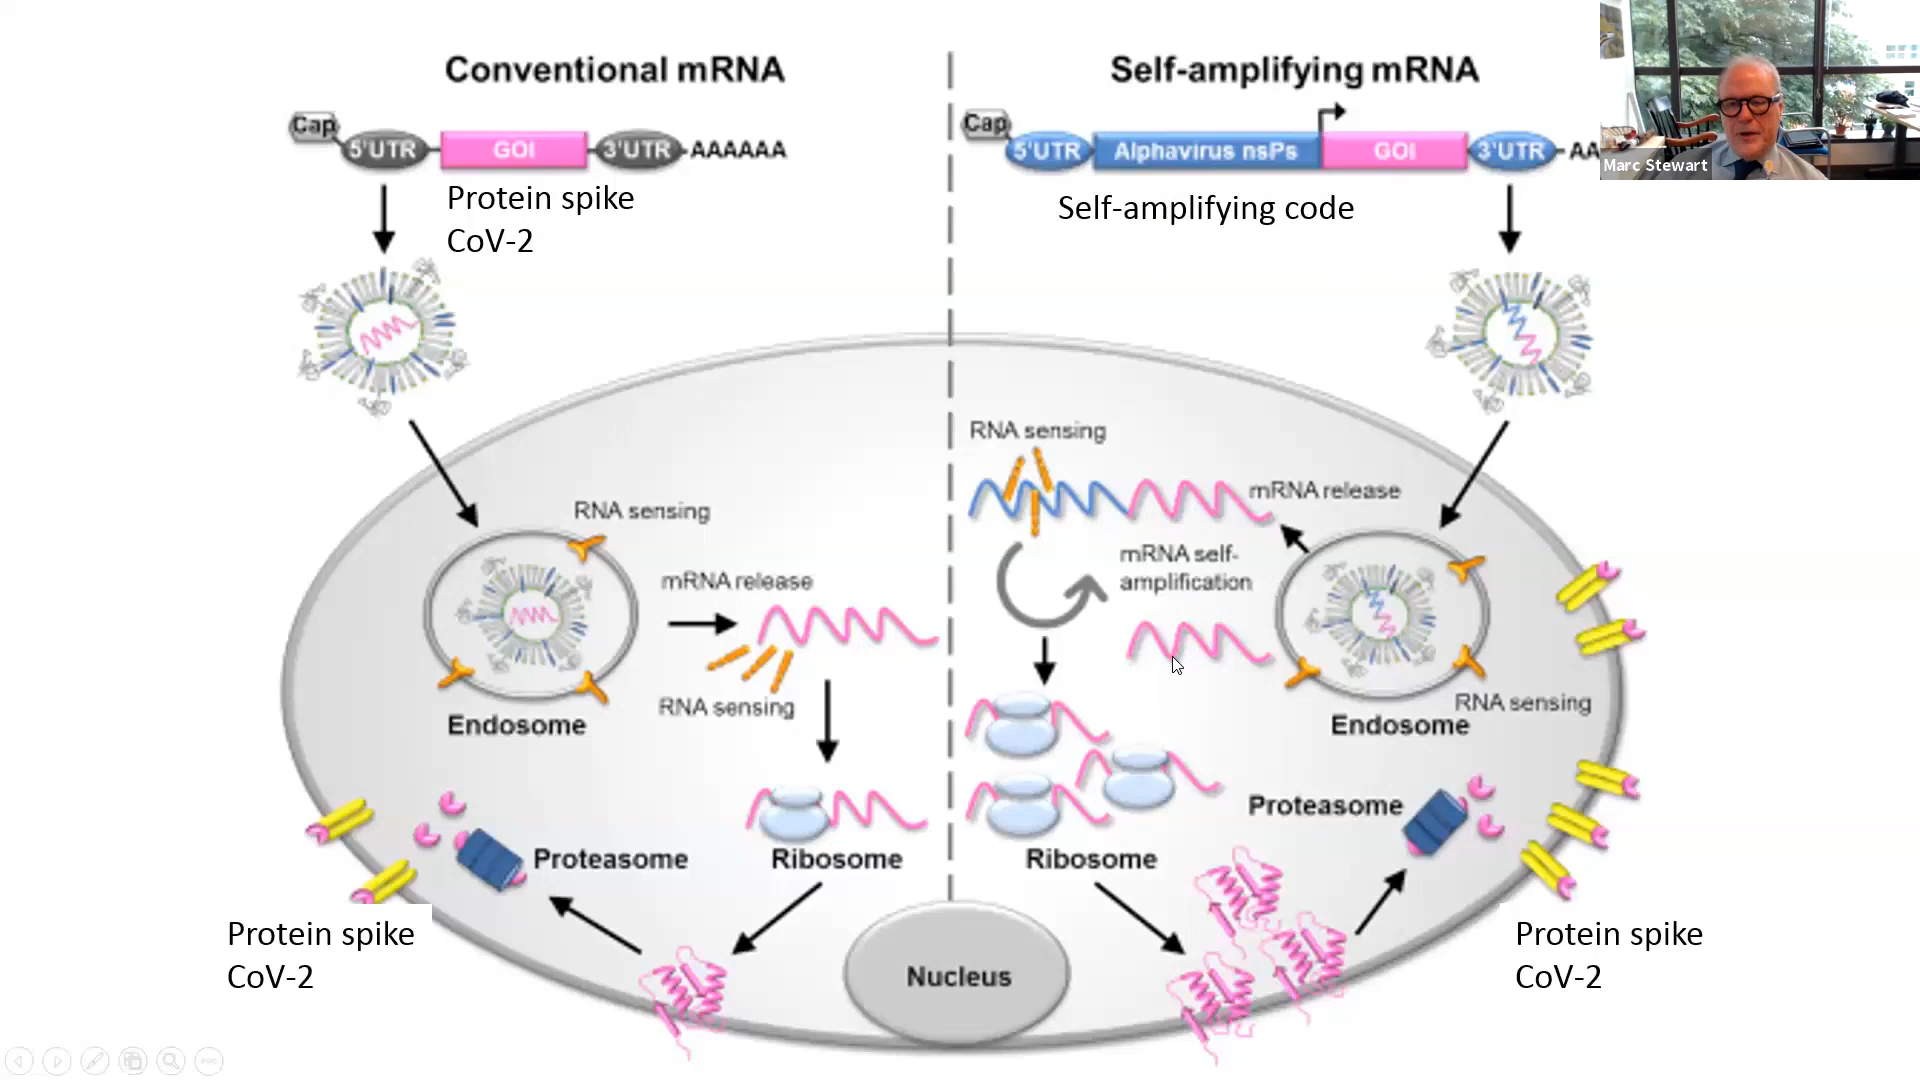 Conventional mRNA
Cap
5'UTR
GOI
3'UTR
AAAAAA
Protein spike
CoV-2
RNA sensing
mRNA release
RNA sensing
Endosome
Proteasome
Ribosome
Protein spike
CoV-2
Nucleus
Self-amplifying mRNA
Cap
5'UTR
Alphavirus nsPs
GOI
3'UTR
AA
Self-amplifying code
RNA sensing
mRNA release
mRNA self-
amplification
RNA sensing
Endosome
Proteasome
Ribosome
Protein spike
CoV-2
Marc Stewart